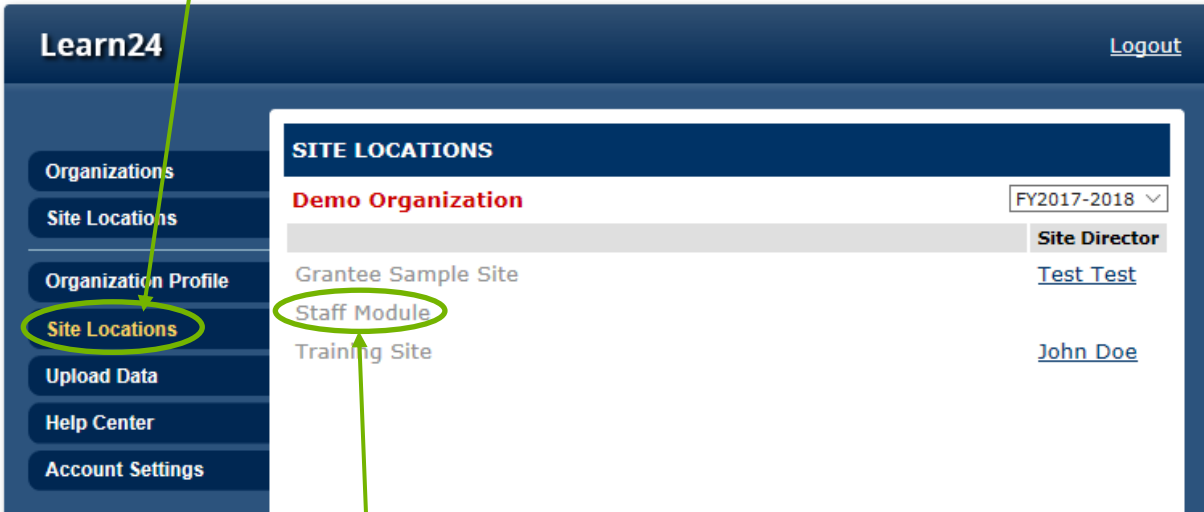 Learn24
Logout
Organizations
Site Locations
Organization Profile
Site Locations
Upload Data
Help Center
Account Settings
SITE LOCATIONS
Demo Organization
FY2017-2018
Site Director
Grantee Sample Site
Test Test
Staff Module
Training Site
John Doe